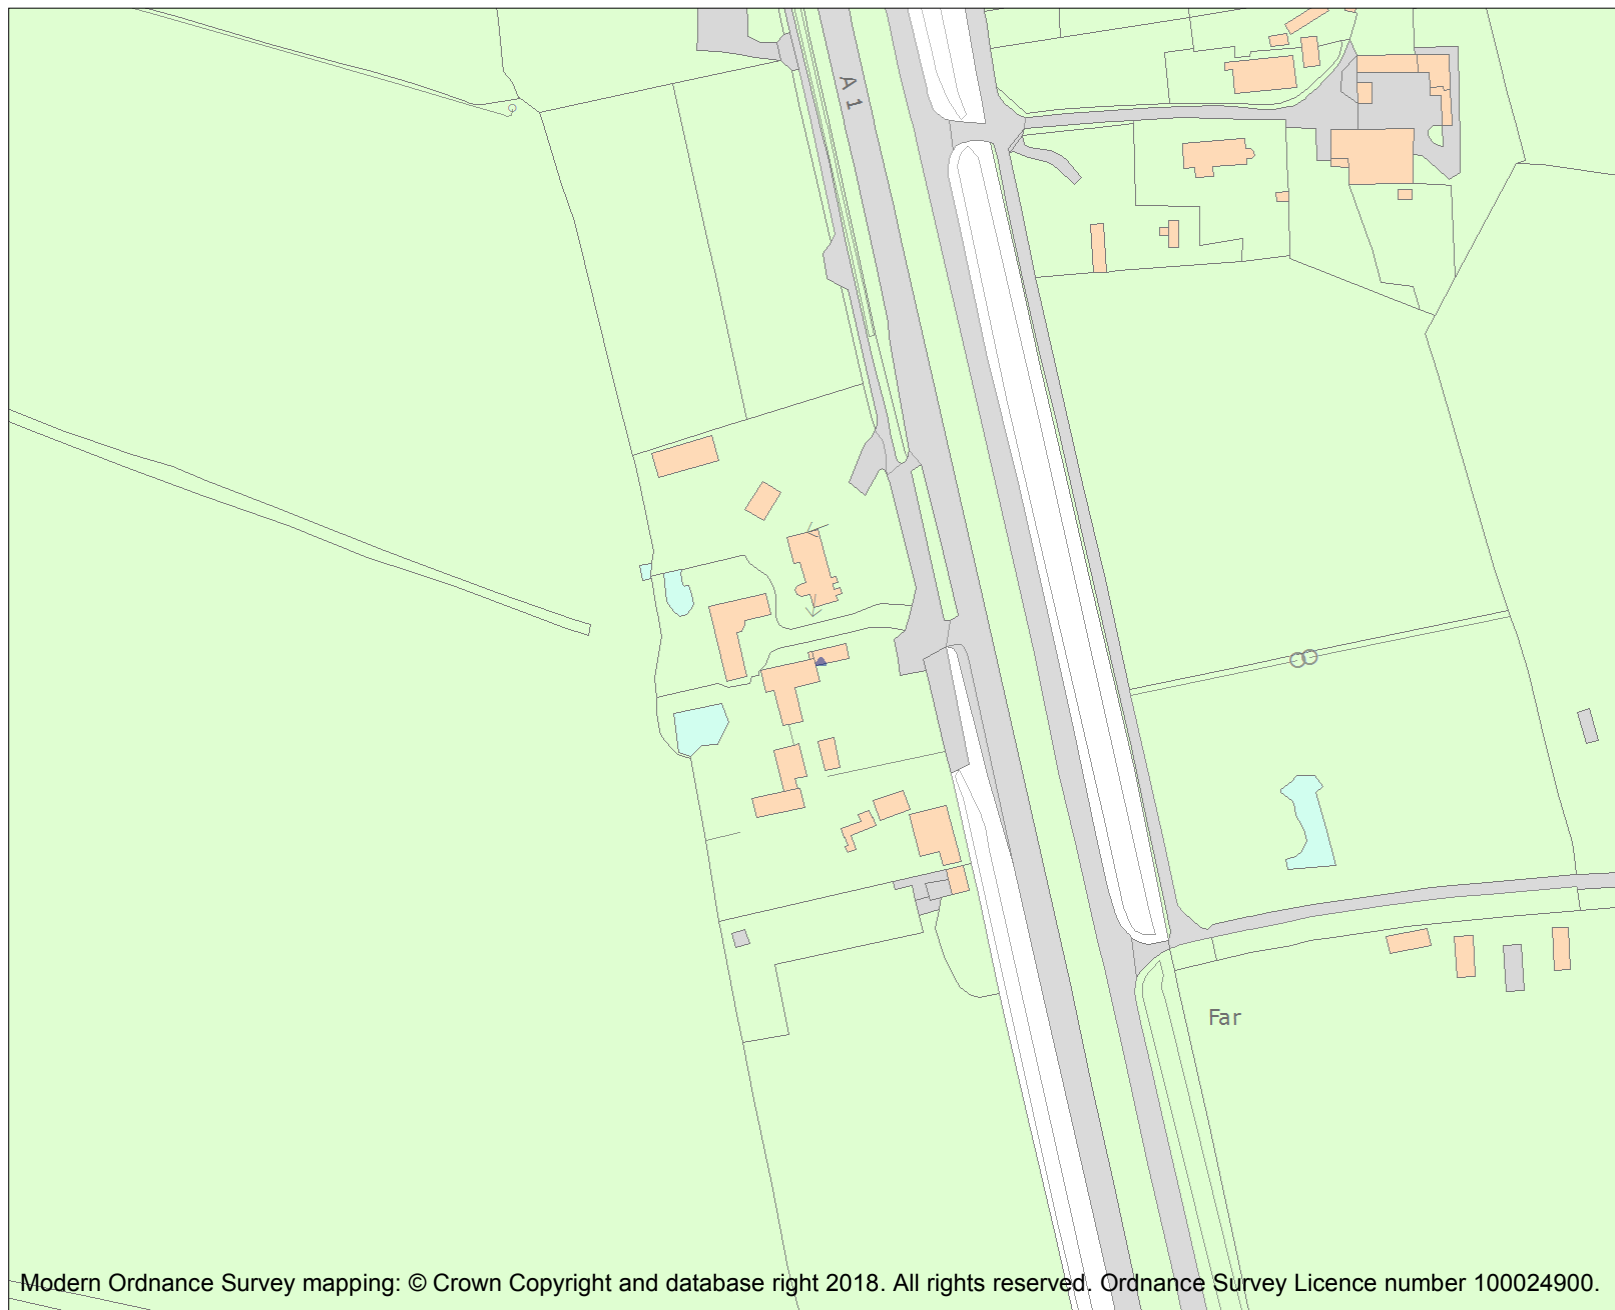 A 1
Far
Modern Ordnance Survey mapping: © Crown Copyright and database right 2018. All rights reserved. Ordnance Survey Licence number 100024900.